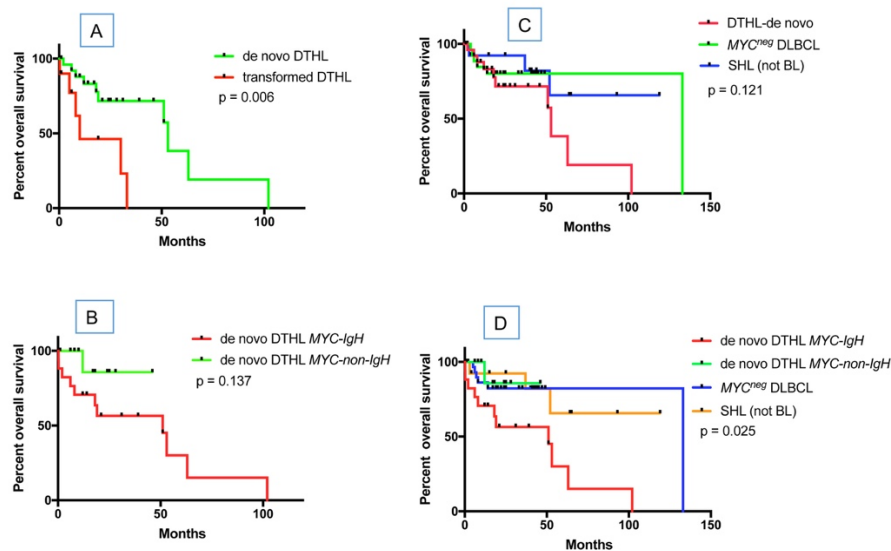 A
Percent overall survival
100
50
0
0
50
100
Months
de novo DTHL
transformed DTHL
p = 0.006
C
Percent overall survival
100
50
0
0
50
100
150
Months
DTHL-de novo
MYCneg DLBCL
SHL (not BL)
p = 0.121
B
Percent overall survival
100
50
0
0
50
100
Months
de novo DTHL MYC-IgH
de novo DTHL MYC-non-IgH
p = 0.137
D
Percent overall survival
100
50
0
0
50
100
150
Months
de novo DTHL MYC-IgH
de novo DTHL MYC-non-IgH
MYCneg DLBCL
SHL (not BL)
p = 0.025